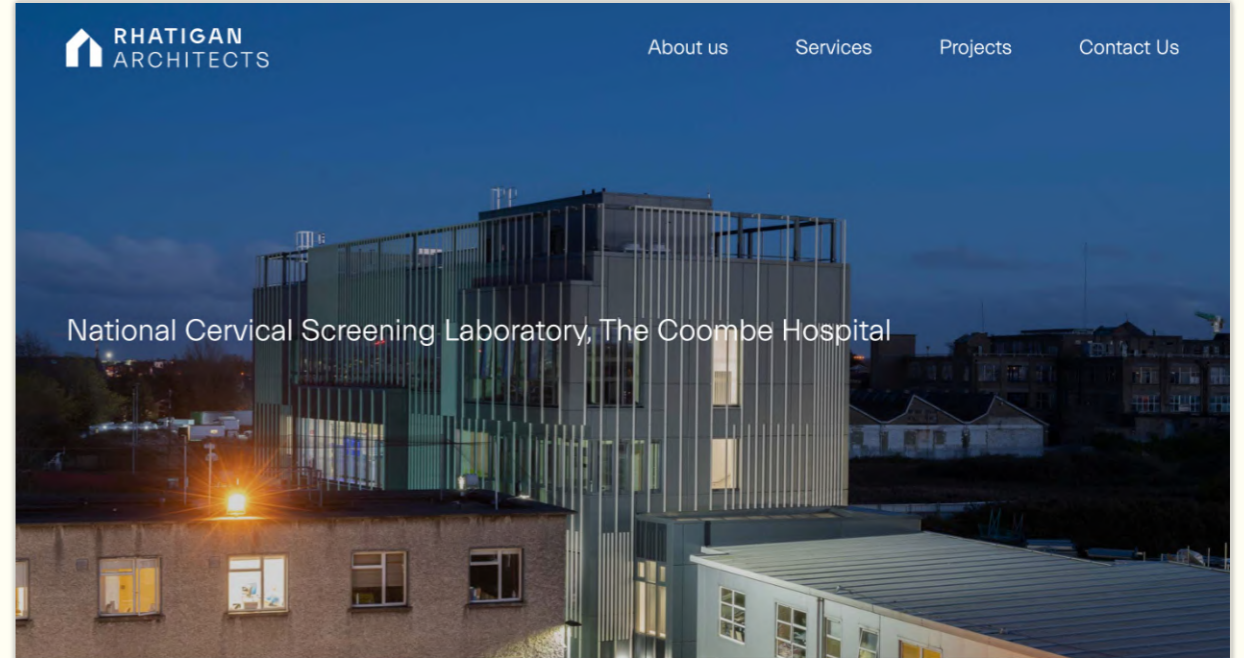 RHATIGAN
ARCHITECTS
About us Services Projects Contact Us
National Cervical Screening Laboratory, The Coombe Hospital